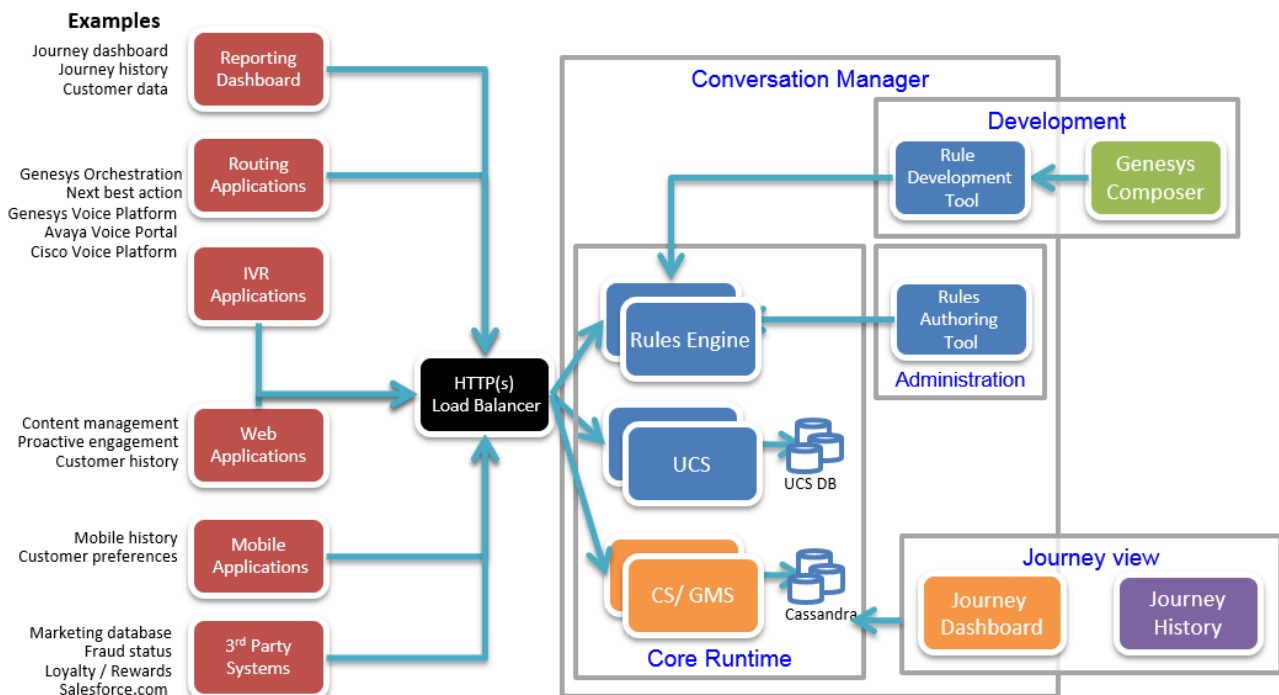 Examples
Journey dashboard
Journey history
Customer data
Reporting
Dashboard
Genesys Orchestration
Next best action
Routing
Applications
Genesys Voice Platform
Avaya Voice Portal
Cisco Voice Platform
IVR
Applications
Content management
Proactive engagement
Customer history
Web
Applications
Mobile history
Customer preferences
Mobile
Applications
Marketing database
Fraud status
Loyalty / Rewards
Salesforce.com
3rd Party
Systems
HTTP(s)
Load Balancer
Conversation Manager
Development
Rule
Development
Tool
Genesys
Composer
Rules Engine
Rules
Authoring
Tool
Administration
UCS
UCS DB
CS/ GMS
Cassandra
Core Runtime
Journey view
Journey
Dashboard
Journey
History